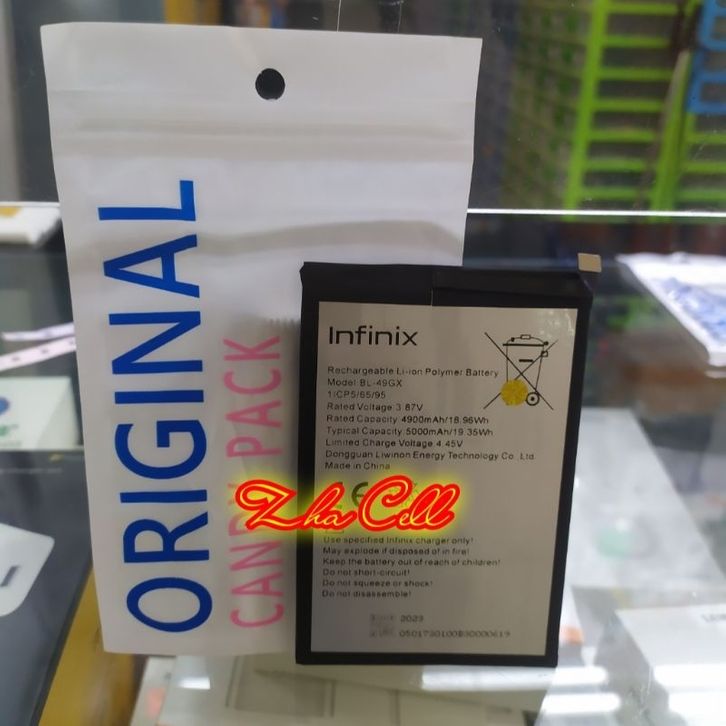 ORIGINAL
CANDY PACK
Infinix
Rechargeable Li-ion Polymer Battery
Model: BL-49GX
1ICP5/65/95
Rated Voltage: 3.87V
Rated Capacity: 4900mAh/18.96Wh
Typical Capacity: 5000mAh/19.35Wh
Limited Charge Voltage: 4.45V
Dongguan Liwinon Energy Technology Co., Ltd.
Made in China
CE
Zha Cell
Use specified Infinix charger only!
May explode if disposed of in fire!
Keep the battery out of reach of children!
Do not short-circuit!
Do not squeeze or shock!
Do not disassemble!
2023
0501730100B30000619